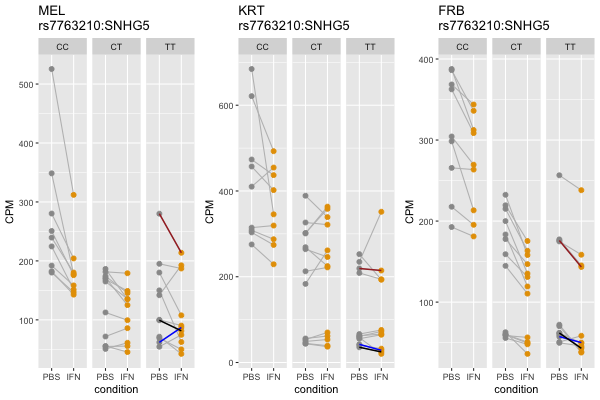 MEL
rs7763210:SNHG5
CC CT TT
500
400
300
200
100
CPM
PBS IFN PBS IFN PBS IFN
condition
KRT
rs7763210:SNHG5
CC CT TT
600
400
200
0
CPM
PBS IFN PBS IFN PBS IFN
condition
FRB
rs7763210:SNHG5
CC CT TT
400
300
200
100
CPM
PBS IFN PBS IFN PBS IFN
condition